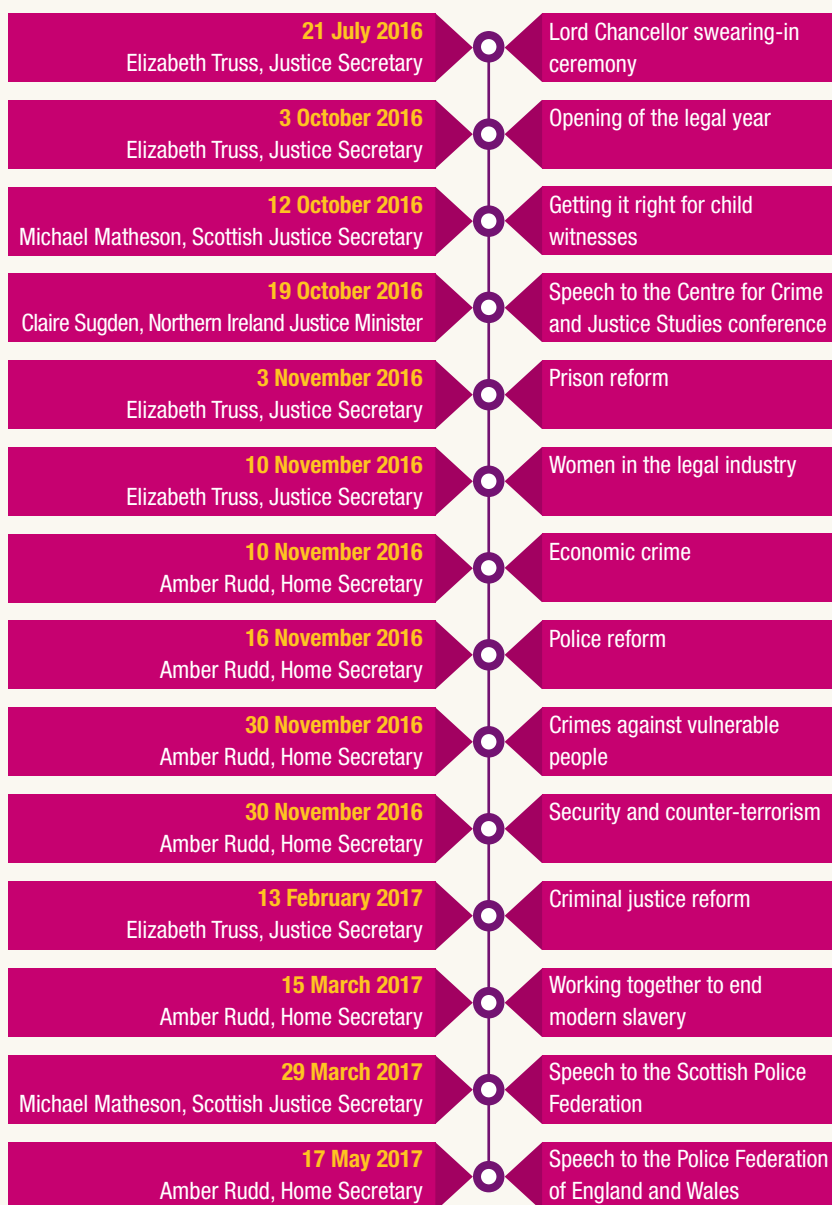 21 July 2016
Elizabeth Truss, Justice Secretary
Lord Chancellor swearing-in
ceremony
3 October 2016
Elizabeth Truss, Justice Secretary
Opening of the legal year
12 October 2016
Michael Matheson, Scottish Justice Secretary
Getting it right for child
witnesses
19 October 2016
Claire Sugden, Northern Ireland Justice Minister
Speech to the Centre for Crime
and Justice Studies conference
3 November 2016
Elizabeth Truss, Justice Secretary
Prison reform
10 November 2016
Elizabeth Truss, Justice Secretary
Women in the legal industry
10 November 2016
Amber Rudd, Home Secretary
Economic crime
16 November 2016
Amber Rudd, Home Secretary
Police reform
30 November 2016
Amber Rudd, Home Secretary
Crimes against vulnerable
people
30 November 2016
Amber Rudd, Home Secretary
Security and counter-terrorism
13 February 2017
Elizabeth Truss, Justice Secretary
Criminal justice reform
15 March 2017
Amber Rudd, Home Secretary
Working together to end
modern slavery
29 March 2017
Michael Matheson, Scottish Justice Secretary
Speech to the Scottish Police
Federation
17 May 2017
Amber Rudd, Home Secretary
Speech to the Police Federation
of England and Wales